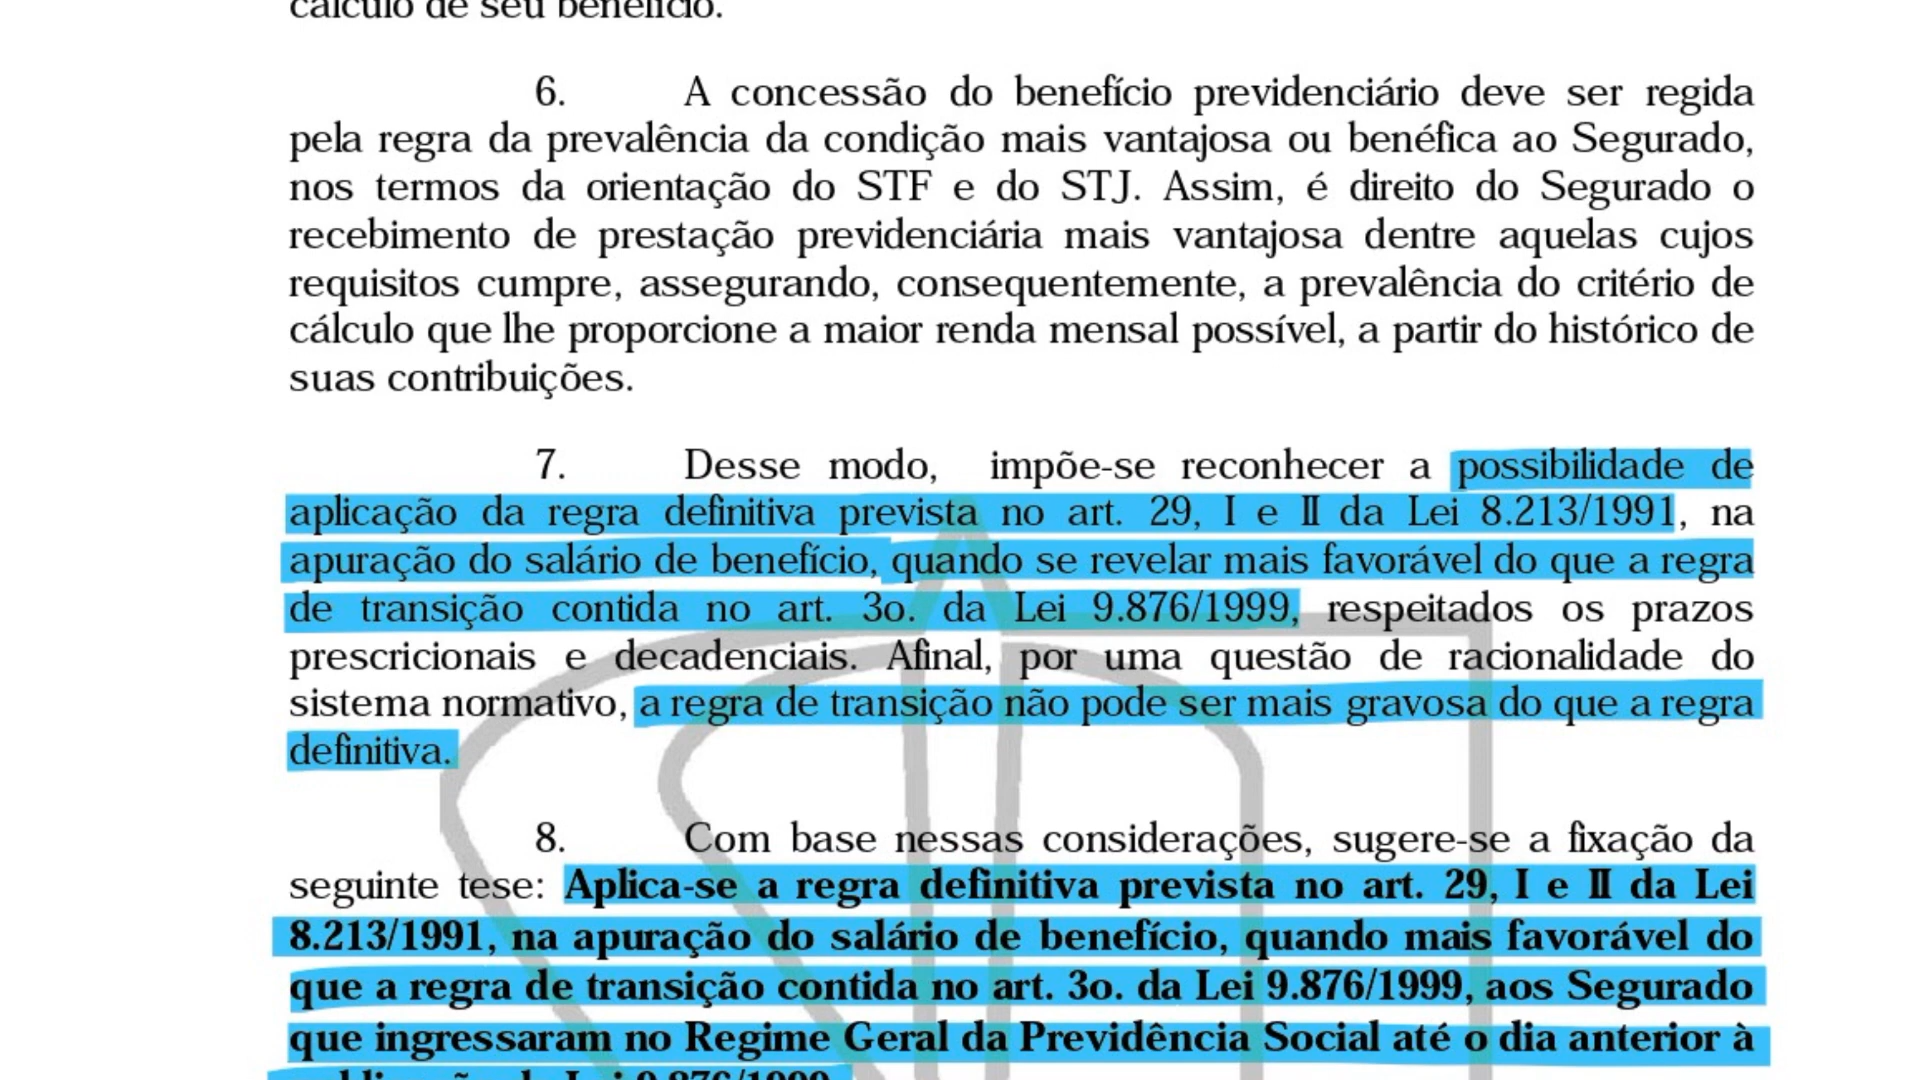 cálculo de seu benefício.
6. A concessão do benefício previdenciário deve ser regida
pela regra da prevalência da condição mais vantajosa ou benéfica ao Segurado,
nos termos da orientação do STF e do STJ. Assim, é direito do Segurado o
recebimento de prestação previdenciária mais vantajosa dentre aquelas cujos
requisitos cumpre, assegurando, consequentemente, a prevalência do critério de
cálculo que lhe proporcione a maior renda mensal possível, a partir do histórico de
suas contribuições.
7. Desse modo, impõe-se reconhecer a possibilidade de
aplicação da regra definitiva prevista no art. 29, I e II da Lei 8.213/1991, na
apuração do salário de benefício, quando se revelar mais favorável do que a regra
de transição contida no art. 3o. da Lei 9.876/1999, respeitados os prazos
prescricionais e decadenciais. Afinal, por uma questão de racionalidade do
sistema normativo, a regra de transição não pode ser mais gravosa do que a regra
definitiva.
8. Com base nessas considerações, sugere-se a fixação da
seguinte tese: Aplica-se a regra definitiva prevista no art. 29, I e II da Lei
8.213/1991, na apuração do salário de benefício, quando mais favorável do
que a regra de transição contida no art. 3o. da Lei 9.876/1999, aos Segurado
que ingressaram no Regime Geral da Previdência Social até o dia anterior à
publicação da Lei 9.876/1999.